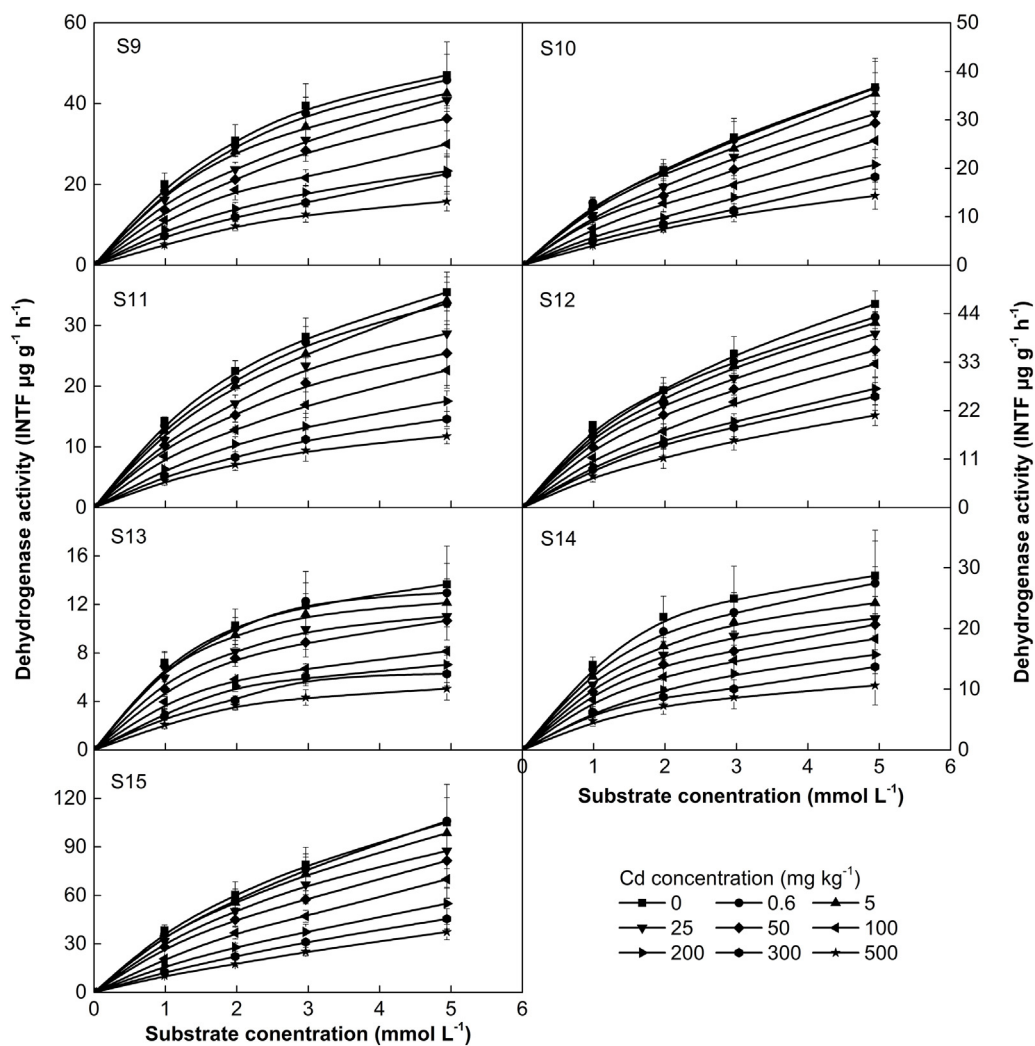 60
40
20
0
S9
50
40
30
20
10
0
S10
30
20
10
0
S11
44
33
22
11
0
S12
16
12
8
4
0
S13
30
20
10
0
S14
120
90
60
30
0
S15
0 1 2 3 4 5 6
Substrate conentration (mmol L⁻¹)
0 1 2 3 4 5 6
Substrate conentration (mmol L⁻¹)
Dehydrogenase activity (INTF µg g⁻¹ h⁻¹)
Dehydrogenase activity (INTF µg g⁻¹ h⁻¹)
Cd concentration (mg kg⁻¹)
0 0.6 5
25 50 100
200 300 500